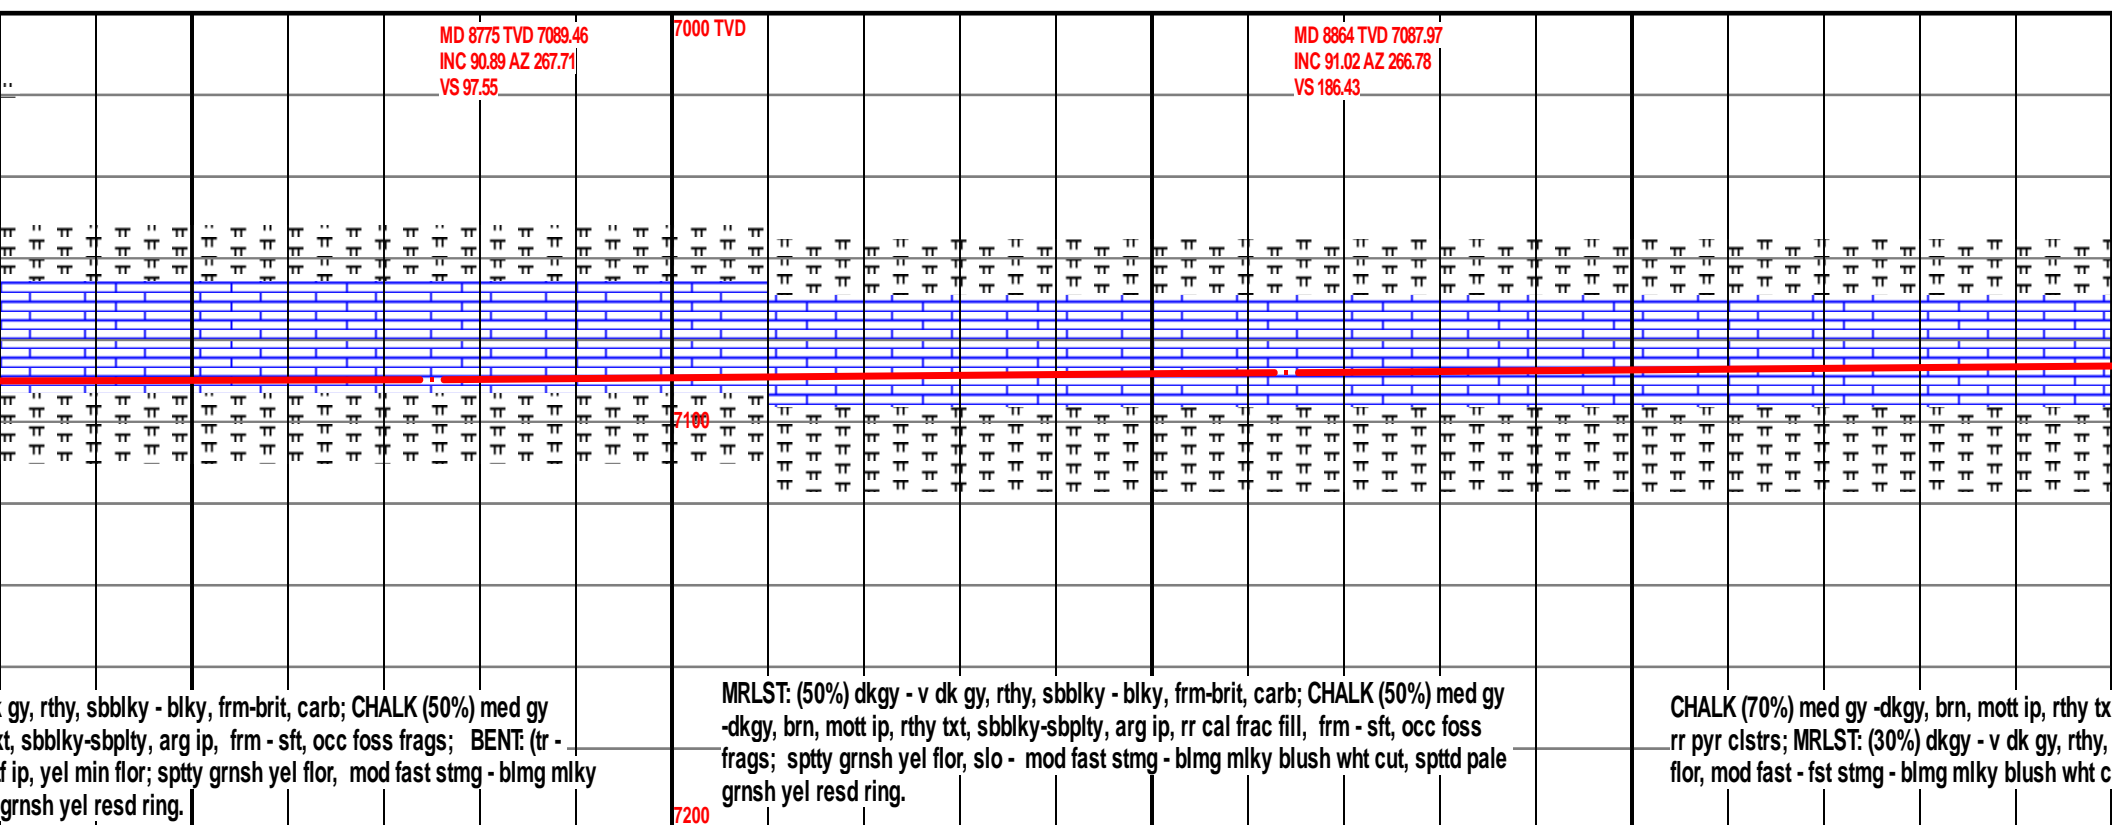 MD 8775 TVD 7089.46
INC 90.89 AZ 267.71
VS 97.55
7000 TVD
MD 8864 TVD 7087.97
INC 91.02 AZ 266.78
VS 186.43
7100
gy, rthy, sbblky - blky, frm-brit, carb; CHALK (50%) med gy
sbblky-sbplty, arg ip, frm - sft, occ foss frags; BENT: (tr -
ip, yel min flor; sptty grnsh yel flor, mod fast stmg - blmg mlky
grnsh yel resd ring.
MRLST: (50%) dkgy - v dk gy, rthy, sbblky - blky, frm-brit, carb; CHALK (50%) med gy
-dkgy, brn, mott ip, rthy txt, sbblky-sbplty, arg ip, rr cal frac fill, frm - sft, occ foss
frags; sptty grnsh yel flor, slo - mod fast stmg - blmg mlky blush wht cut, spttd pale
grnsh yel resd ring.
CHALK (70%) med gy -dkgy, brn, mott ip, rthy
rr pyr clstrs; MRLST: (30%) dkgy - v dk gy, rthy,
flor, mod fast - fst stmg - blmg mlky blush wht
7200